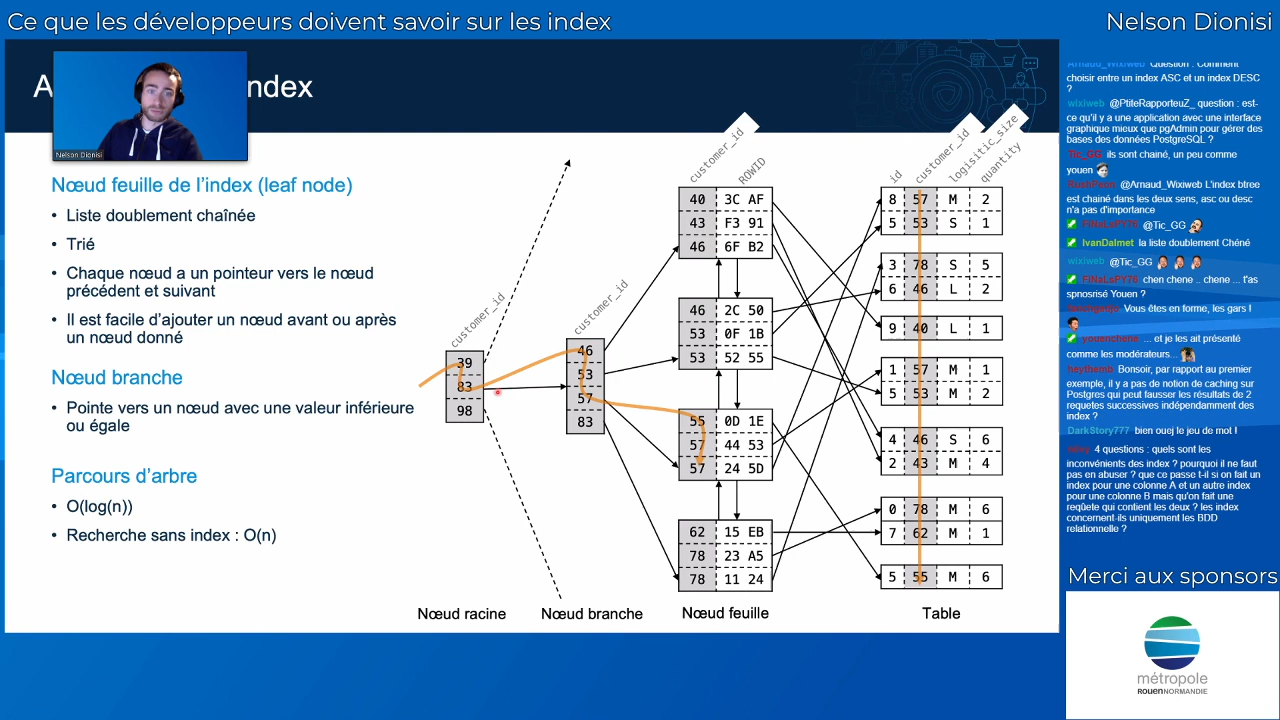 Ce que les développeurs doivent savoir sur les index
Nelson Dionisi
A
ndex
Nelson Dionisi
Nœud feuille de l'index (leaf node)
• Liste doublement chaînée
• Trié
• Chaque nœud a un pointeur vers le nœud
précédent et suivant
• Il est facile d'ajouter un nœud avant ou après
un nœud donné
Nœud branche
• Pointe vers un nœud avec une valeur inférieure
ou égale
Parcours d'arbre
• O(log(n))
• Recherche sans index : O(n)
customer_id
39
83
98
Nœud racine
customer_id
46
53
57
83
Nœud branche
customer_id ROWID
40 3C AF
43 F3 91
46 6F B2
46 2C 50
53 0F 1B
53 52 55
55 0D 1E
57 44 53
57 24 5D
62 15 EB
78 23 A5
78 11 24
Nœud feuille
id customer_id logisitic_size quantity
8 57 M 2
5 53 S 1
3 78 S 5
6 46 L 2
9 40 L 1
1 57 M 1
5 53 M 2
4 46 S 6
2 43 M 4
0 78 M 6
7 62 M 1
5 55 M 6
Table
Arnaud_Wixiweb Question : Comment
choisir entre un index ASC et un index DESC
?
wixiweb @PtiteRapporteuZ_ question : est-
ce qu'il y a une application avec une interface
graphique mieux que pgAdmin pour gérer des
bases des données PostgreSQL ?
Tic_GG ils sont chainé, un peu comme
youen
RushPeon @Arnaud_Wixiweb L'index btree
est chainé dans les deux sens, asc ou desc
n'a pas d'importance
FiNaLsPY76 @Tic_GG
IvanDalmet la liste doublement Chéné
wixiweb @Tic_GG
FiNaLsPY76 chen chene .. chene ... t'as
spnosrisé Youen ?
Vous êtes en forme, les gars !
youenchene ... et je les ait présenté
comme les modérateurs...
heythemb Bonsoir, par rapport au premier
exemple, il y a pas de notion de caching sur
Postgres qui peut fausser les résultats de 2
requetes successives indépendamment des
index ?
DarkStory777 bien ouej le jeu de mot !
4 questions : quels sont les
inconvénients des index ? pourquoi il ne faut
pas en abuser ? que ce passe t-il si on fait un
index pour une colonne A et un autre index
pour une colonne B mais qu'on fait une
reqûete qui contient les deux ? les index
concernent-ils uniquement les BDD
relationnelle ?
Merci aux sponsors
métropole
ROUENNORMANDIE